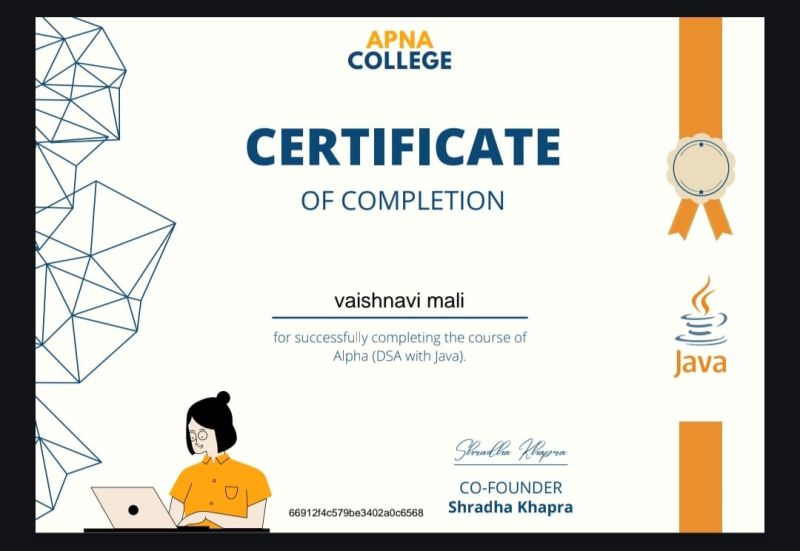 APNA
COLLEGE
CERTIFICATE
OF COMPLETION
vaishnavi mali
for successfully completing the course of
Alpha (DSA with Java).
Java
Shradha Khapra
CO-FOUNDER
Shradha Khapra
66912f4c579be3402a0c6568